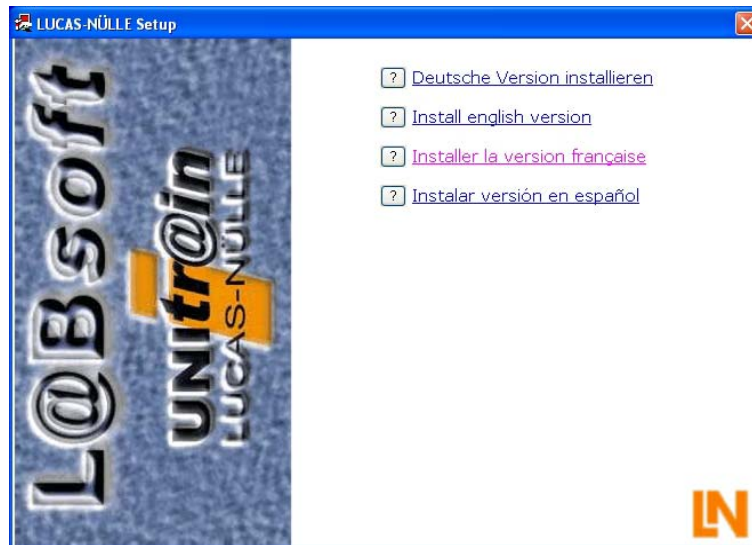 LUCAS-NÜLLE Setup
L@Bsoft
UNItr@in
LUCAS-NÜLLE
? Deutsche Version installieren
? Install english version
? Installer la version française
? Instalar versión en español
LN